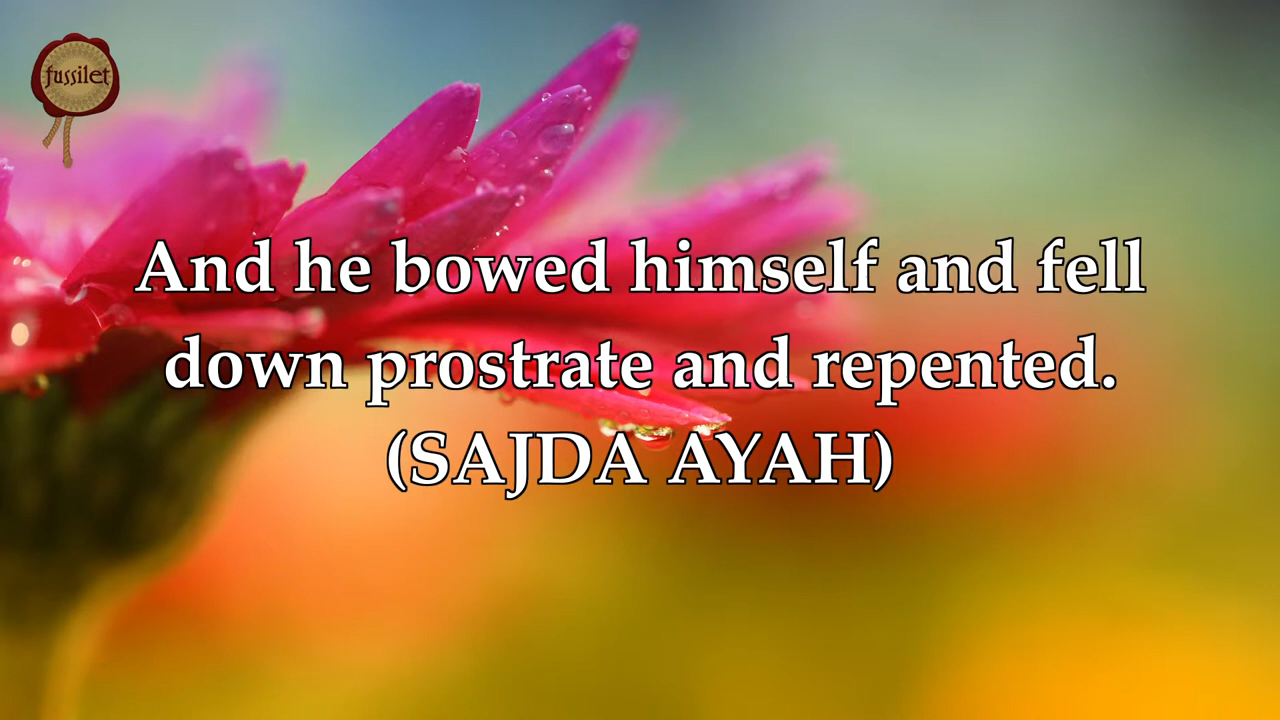 fussilet
And he bowed himself and fell
down prostrate and repented.
(SAJDA AYAH)